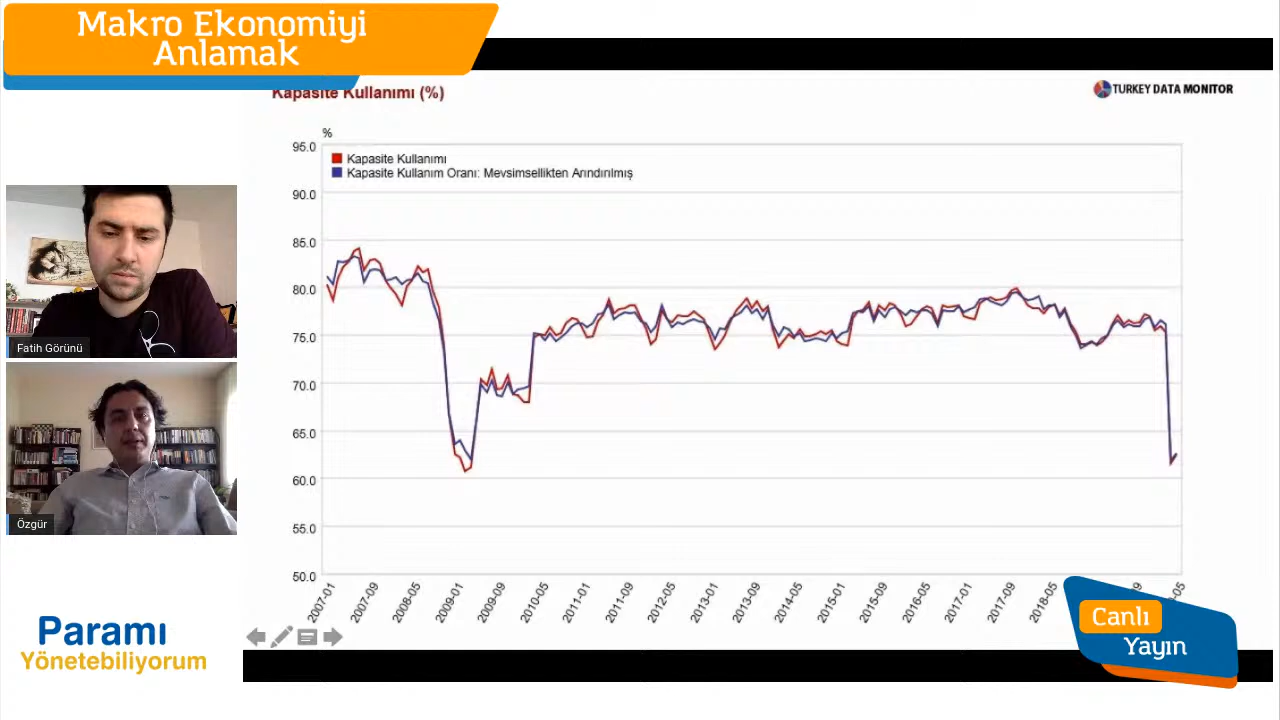 Makro Ekonomiyi
Anlamak
Kapasite Kullanımı (%)
TURKEY DATA MONITOR
%
95.0
90.0
85.0
80.0
75.0
70.0
65.0
60.0
55.0
50.0
Kapasite Kullanımı
Kapasite Kullanım Oranı: Mevsimsellikten Arındırılmış
2007-01
2007-09
2008-05
2009-01
2009-09
2010-05
2011-01
2011-09
2012-05
2013-01
2013-09
2014-05
2015-01
2015-09
2016-05
2017-01
2017-09
2018-05
Fatih Görünü
Özgür
Paramı
Yönetebiliyorum
Canlı
Yayın